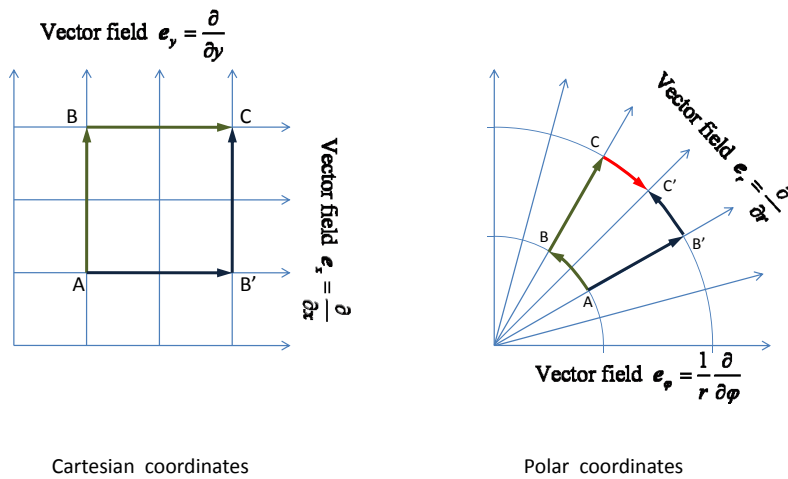 Vector field e_y = ∂/∂y
B
C
A
B′
Vector field e_x = ∂/∂x
Cartesian coordinates
C
C′
B
B′
A
Vector field e_r = ∂/∂r
Vector field e_φ = 1/r ∂/∂φ
Polar coordinates